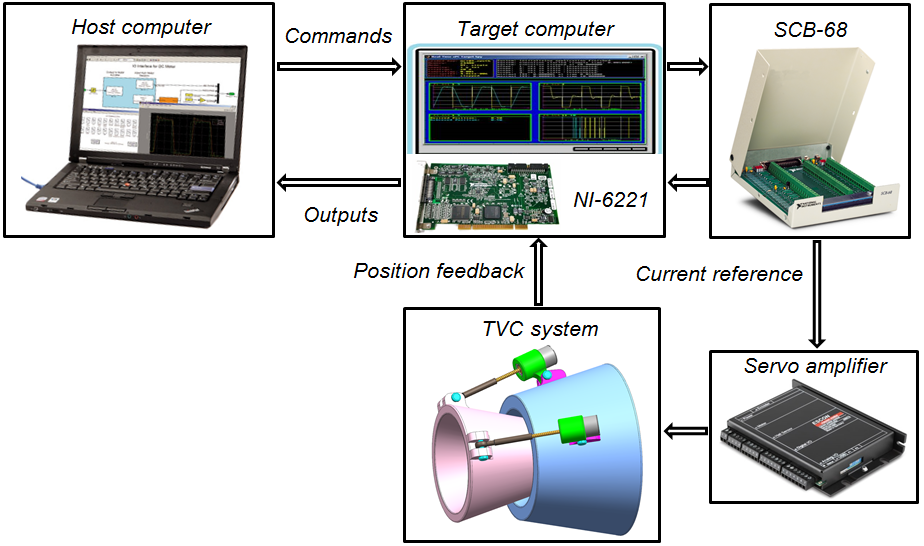 Host computer
Commands
Target computer
SCB-68
Outputs
NI-6221
Position feedback
Current reference
TVC system
Servo amplifier